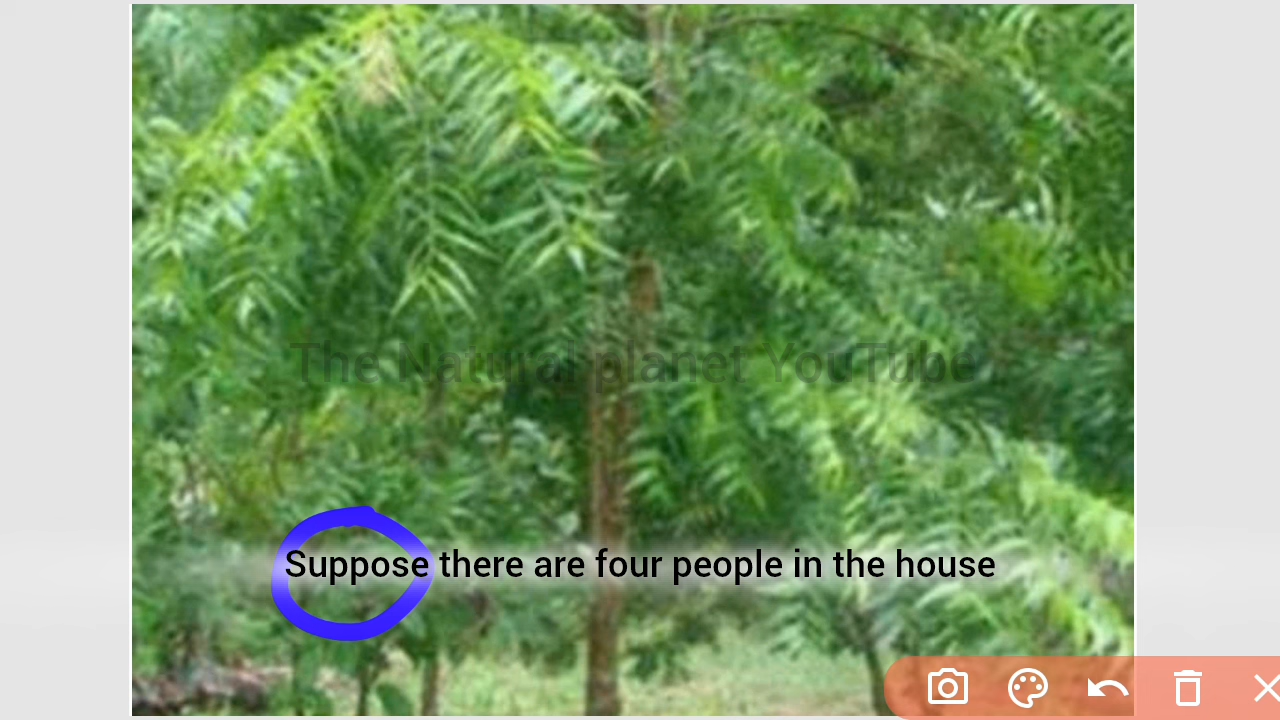 The Natural planet YouTube
Suppose there are four people in the house